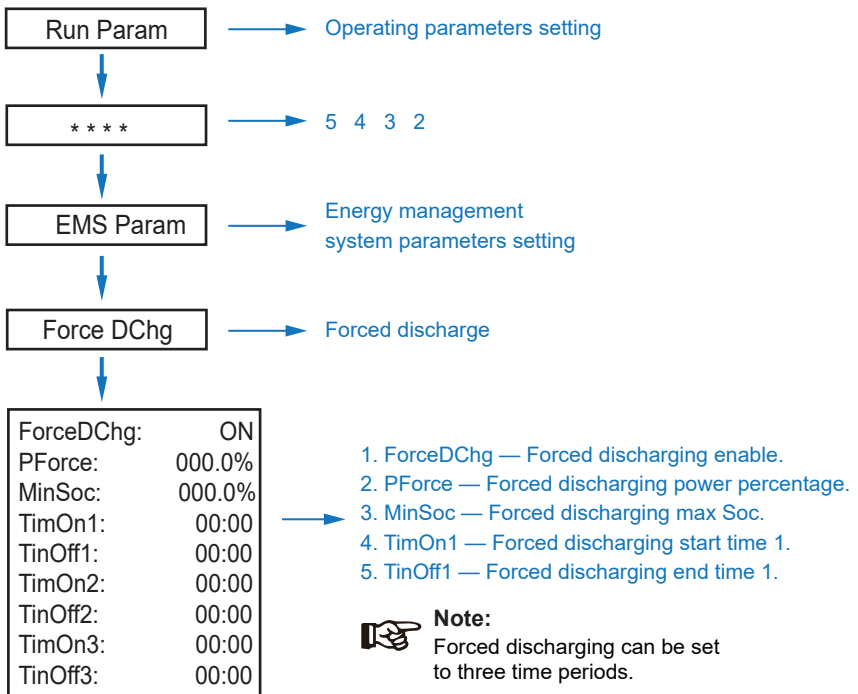 Run Param
Operating parameters setting
* * * *
5 4 3 2
EMS Param
Energy management
system parameters setting
Force DChg
Forced discharge
ForceDChg: ON
PForce: 000.0%
MinSoc: 000.0%
TimOn1: 00:00
TinOff1: 00:00
TimOn2: 00:00
TinOff2: 00:00
TimOn3: 00:00
TinOff3: 00:00
1. ForceDChg — Forced discharging enable.
2. PForce — Forced discharging power percentage.
3. MinSoc — Forced discharging max Soc.
4. TimOn1 — Forced discharging start time 1.
5. TinOff1 — Forced discharging end time 1.
Note:
Forced discharging can be set
to three time periods.